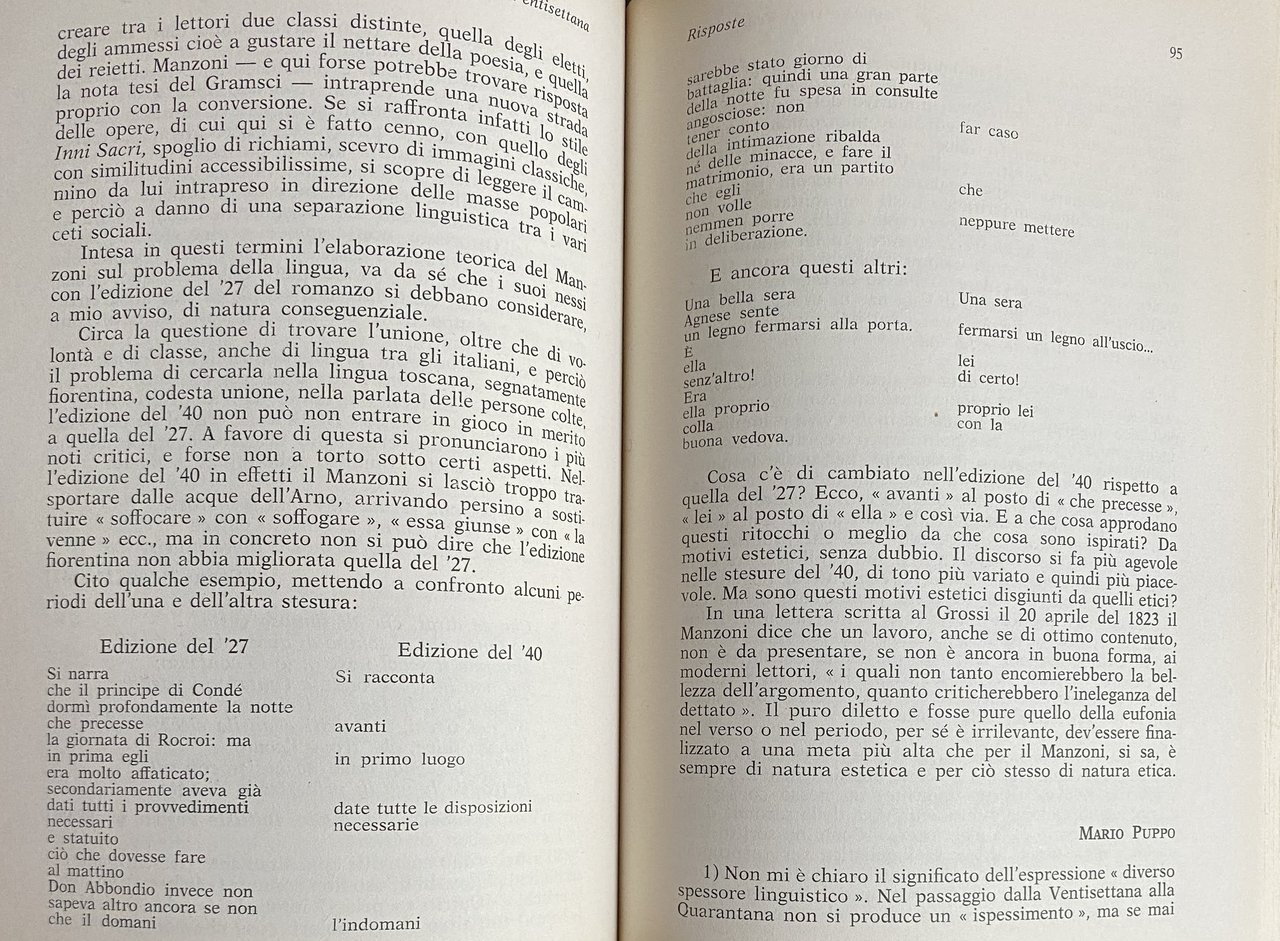 entisettana
creare tra i lettori due classi distinte, quella degli eletti,
degli ammessi cioè a gustare il nettare della poesia, e quella
dei reietti. Manzoni — e qui forse potrebbe trovare risposta
la nota tesi del Gramsci — intraprende una nuova strada
proprio con la conversione. Se si raffronta infatti lo stile
delle opere, di cui qui si è fatto cenno, con quello degli
Inni Sacri, spoglio di richiami, scevro di immagini classiche,
con similitudini accessibilissime, si scopre di leggere il cam-
mino da lui intrapreso in direzione delle masse popolari
e perciò a danno di una separazione linguistica tra i vari
ceti sociali.
Intesa in questi termini l'elaborazione teorica del Man-
zoni sul problema della lingua, va da sé che i suoi nessi
con l'edizione del '27 del romanzo si debbano considerare,
a mio avviso, di natura conseguenziale.
Circa la questione di trovare l'unione, oltre che di vo-
lontà e di classe, anche di lingua tra gli italiani, e perciò
il problema di cercarla nella lingua toscana, segnatamente
fiorentina, codesta unione, nella parlata delle persone colte,
l'edizione del '40 non può non entrare in gioco in merito
a quella del '27. A favore di questa si pronunciarono i più
noti critici, e forse non a torto sotto certi aspetti. Nel-
l'edizione del '40 in effetti il Manzoni si lasciò troppo tra-
sportare dalle acque dell'Arno, arrivando persino a sosti-
tuire « soffocare » con « soffogare », « essa giunse » con « la
venne » ecc., ma in concreto non si può dire che l'edizione
fiorentina non abbia migliorata quella del '27.
Cito qualche esempio, mettendo a confronto alcuni pe-
riodi dell'una e dell'altra stesura:
Edizione del '27 Edizione del '40
Si narra Si racconta
che il principe di Condé
dormì profondamente la notte
che precesse avanti
la giornata di Rocroi: ma
in prima egli in primo luogo
era molto affaticato;
secondariamente aveva già
dati tutti i provvedimenti date tutte le disposizioni
necessari necessarie
e statuito
ciò che dovesse fare
al mattino
Don Abbondio invece non
sapeva altro ancora se non
che il domani l'indomani
Risposte 95
sarebbe stato giorno di
battaglia: quindi una gran parte
della notte fu spesa in consulte
angosciose: non
tener conto far caso
della intimazione ribalda
né delle minacce, e fare il
matrimonio, era un partito
che egli che
non volle
nemmen porre neppure mettere
in deliberazione.
E ancora questi altri:
Una bella sera Una sera
Agnese sente
un legno fermarsi alla porta. fermarsi un legno all'uscio...
È
ella lei
senz'altro! di certo!
Era
ella proprio proprio lei
colla con la
buona vedova.
Cosa c'è di cambiato nell'edizione del '40 rispetto a
quella del '27? Ecco, « avanti » al posto di « che precesse »,
« lei » al posto di « ella » e così via. E a che cosa approdano
questi ritocchi o meglio da che cosa sono ispirati? Da
motivi estetici, senza dubbio. Il discorso si fa più agevole
nelle stesure del '40, di tono più variato e quindi più piace-
vole. Ma sono questi motivi estetici disgiunti da quelli etici?
In una lettera scritta al Grossi il 20 aprile del 1823 il
Manzoni dice che un lavoro, anche se di ottimo contenuto,
non è da presentare, se non è ancora in buona forma, ai
moderni lettori, « i quali non tanto encomierebbero la bel-
lezza dell'argomento, quanto criticherebbero l'ineleganza del
dettato ». Il puro diletto e fosse pure quello della eufonia
nel verso o nel periodo, per sé è irrilevante, dev'essere fina-
lizzato a una meta più alta che per il Manzoni, si sa, è
sempre di natura estetica e per ciò stesso di natura etica.
MARIO PUPPO
1) Non mi è chiaro il significato dell'espressione « diverso
spessore linguistico ». Nel passaggio dalla Ventisettana alla
Quarantana non si produce un « ispessimento », ma se mai